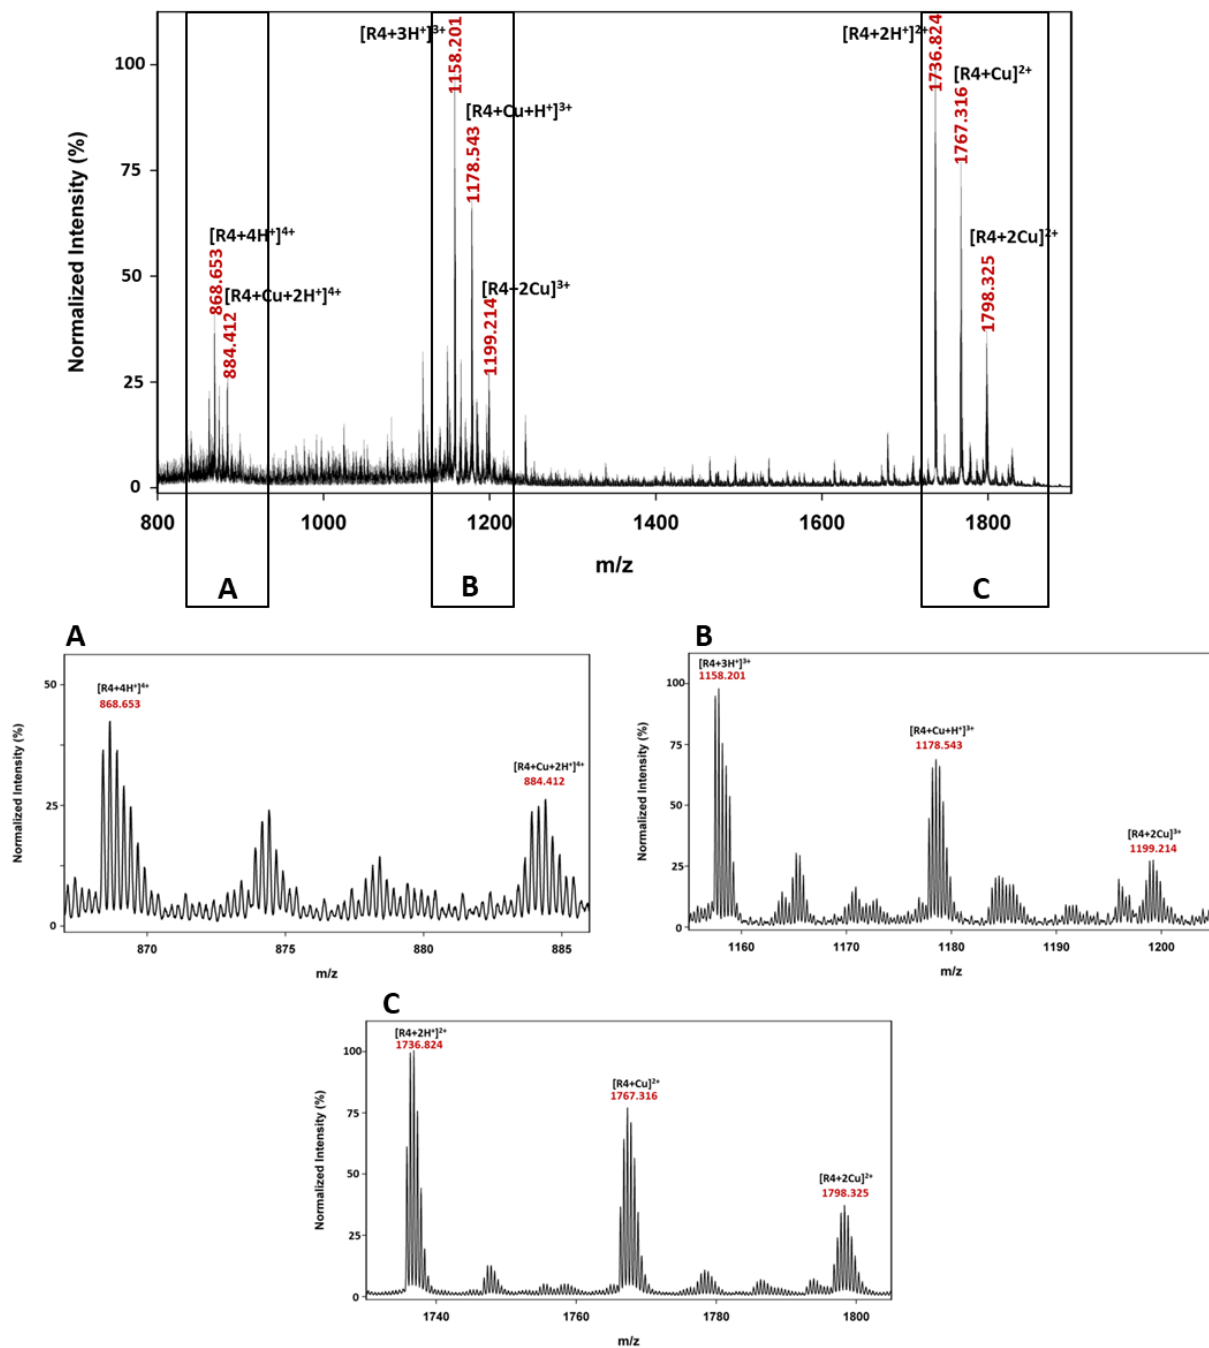 [R4+3H⁺]³⁺
1158.201
[R4+Cu+H⁺]³⁺
1178.543
[R4+2Cu]³⁺
1199.214
[R4+2H⁺]²⁺
1736.824
[R4+Cu]²⁺
1767.316
[R4+2Cu]²⁺
1798.325
[R4+4H⁺]⁴⁺
868.653
[R4+Cu+2H⁺]⁴⁺
884.412
Normalized Intensity (%)
100
75
50
25
0
800
1000
1200
1400
1600
1800
m/z
A
B
C
A
[R4+4H⁺]⁴⁺
868.653
[R4+Cu+2H⁺]⁴⁺
884.412
Normalized Intensity (%)
50
25
0
870
875
880
885
m/z
B
[R4+3H⁺]³⁺
1158.201
[R4+Cu+H⁺]³⁺
1178.543
[R4+2Cu]³⁺
1199.214
Normalized Intensity (%)
100
75
50
25
0
1160
1170
1180
1190
1200
m/z
C
[R4+2H⁺]²⁺
1736.824
[R4+Cu]²⁺
1767.316
[R4+2Cu]²⁺
1798.325
Normalized Intensity (%)
100
75
50
25
0
1740
1760
1780
1800
m/z